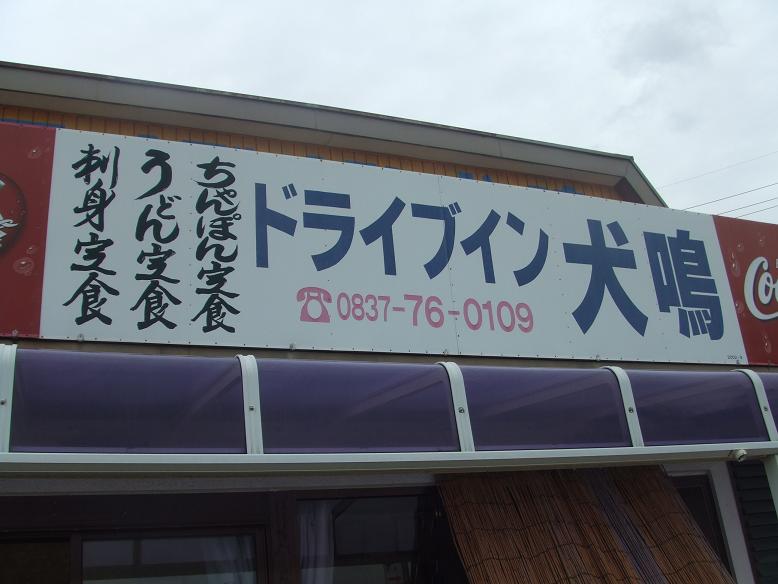 ドライブイン犬鳴
☎0837-76-0109
ちゃんぽん定食
うどん定食
刺身定食